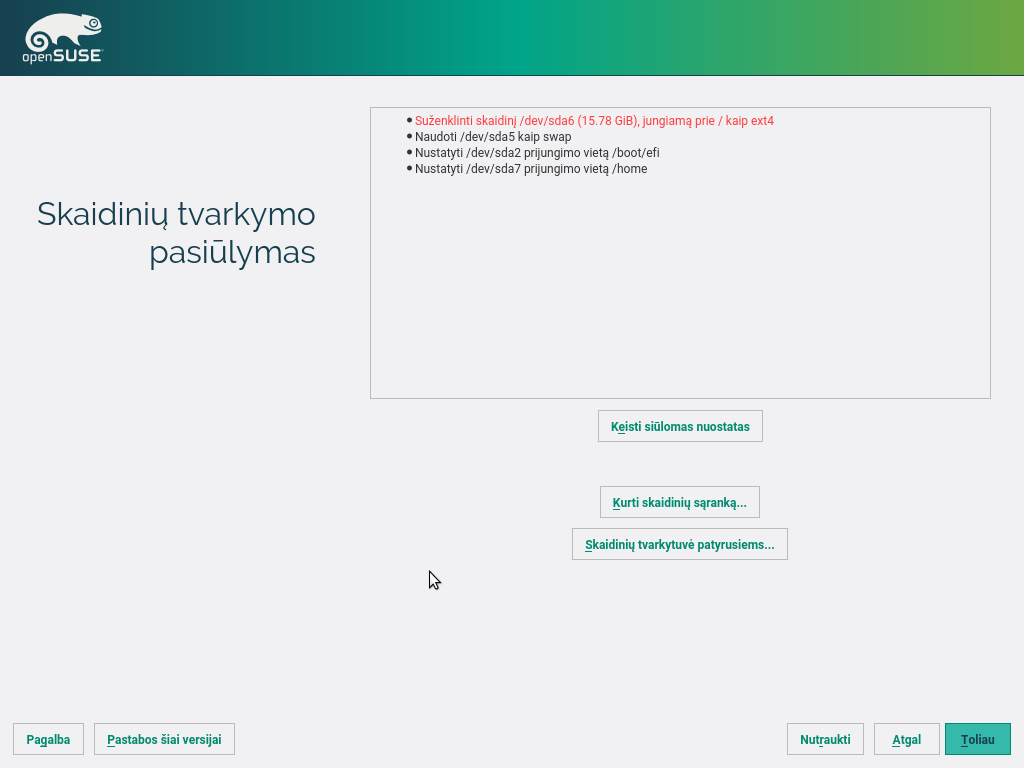 openSUSE
Skaidinių tvarkymo
pasiūlymas
Suženklinti skaidinį /dev/sda6 (15.78 GiB), jungiamą prie / kaip ext4
Naudoti /dev/sda5 kaip swap
Nustatyti /dev/sda2 prijungimo vietą /boot/efi
Nustatyti /dev/sda7 prijungimo vietą /home
Keisti siūlomas nuostatas
Kurti skaidinių sąranką...
Skaidinių tvarkytuvė patyrusiems...
Pagalba
Pastabos šiai versijai
Nutraukti
Atgal
Toliau